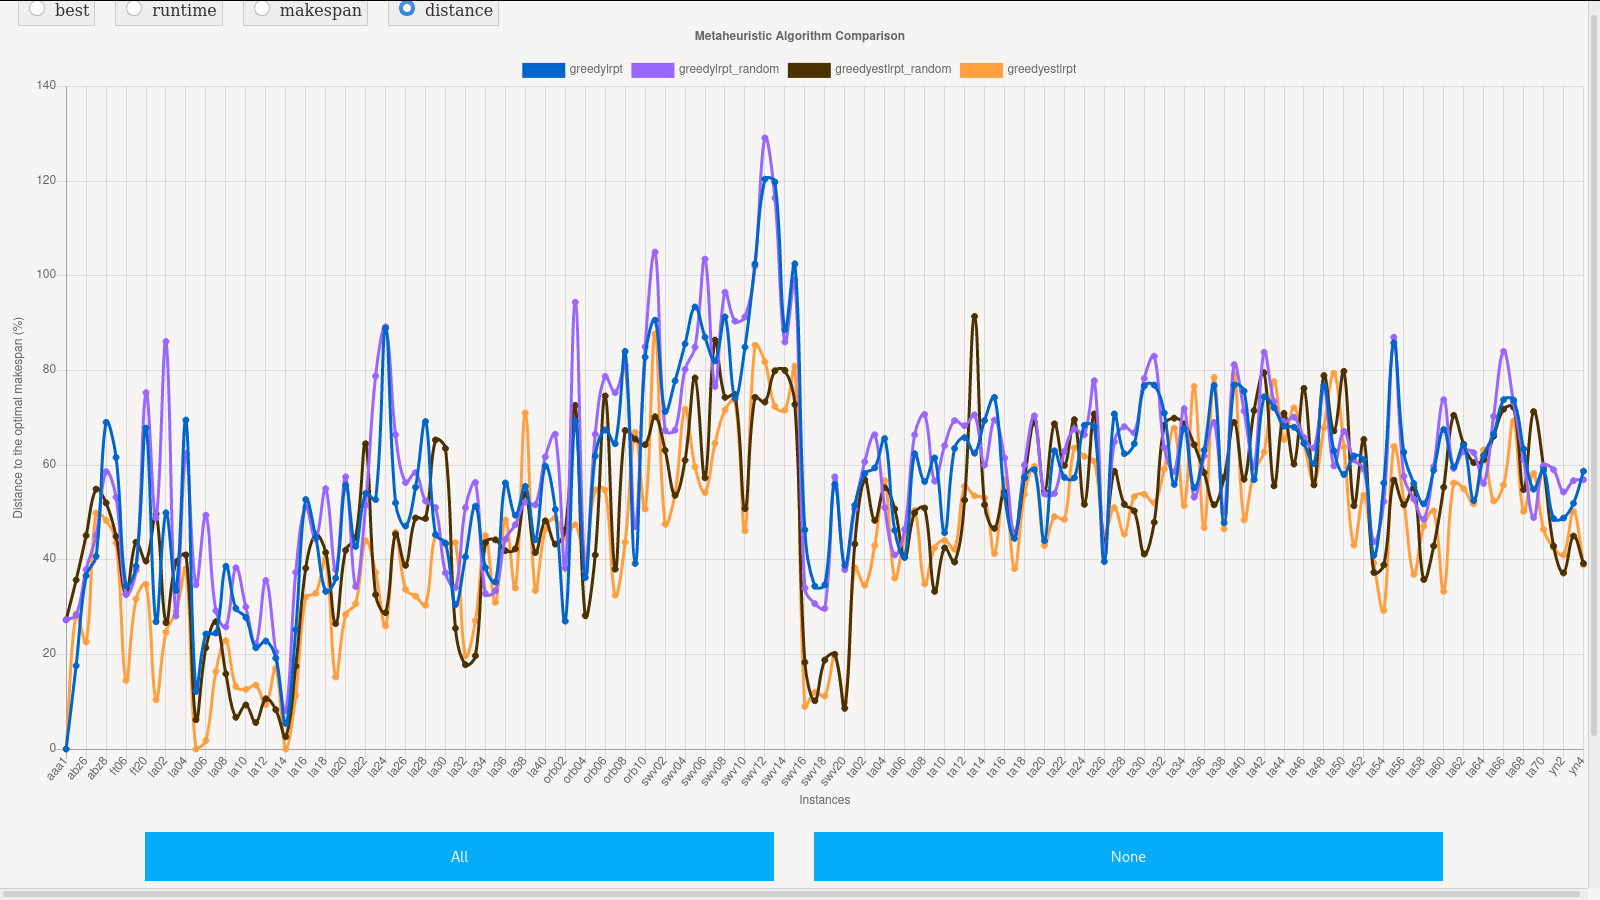 best runtime makespan distance
Metaheuristic Algorithm Comparison
greedylrpt greedylrpt_random greedyestlrpt_random greedyestlrpt
140
120
100
80
60
40
20
0
Distance to the optimal makespan (%)
aaa1 abz6 abz8 ft06 ft20 la02 la04 la06 la08 la10 la12 la14 la16 la18 la20 la22 la24 la26 la28 la30 la32 la34 la36 la38 la40 orb02 orb04 orb06 orb08 orb10 swv02 swv04 swv06 swv08 swv10 swv12 swv14 swv16 swv18 swv20 ta02 ta04 ta06 ta08 ta10 ta12 ta14 ta16 ta18 ta20 ta22 ta24 ta26 ta28 ta30 ta32 ta34 ta36 ta38 ta40 ta42 ta44 ta46 ta48 ta50 ta52 ta54 ta56 ta58 ta60 ta62 ta64 ta66 ta68 ta70 yn2 yn4
Instances
All None